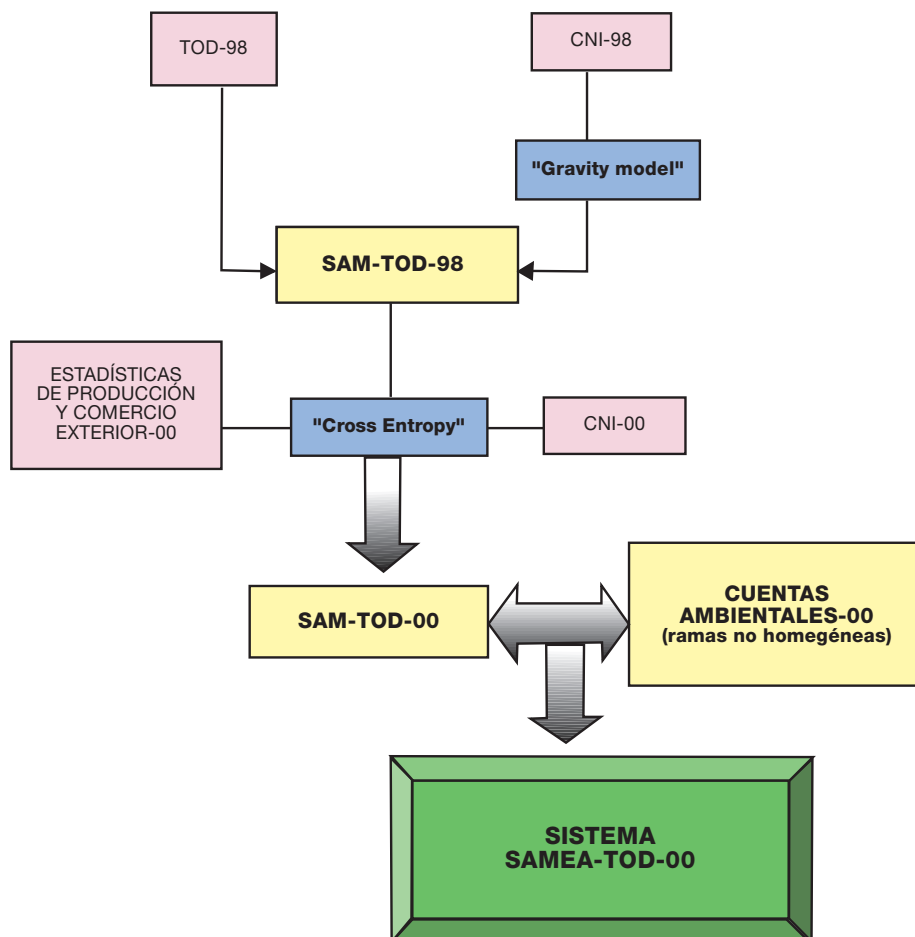 TOD-98
CNI-98
"Gravity model"
SAM-TOD-98
ESTADÍSTICAS
DE PRODUCCIÓN
Y COMERCIO
EXTERIOR-00
"Cross Entropy"
CNI-00
SAM-TOD-00
CUENTAS
AMBIENTALES-00
(ramas no homegéneas)
SISTEMA
SAMEA-TOD-00